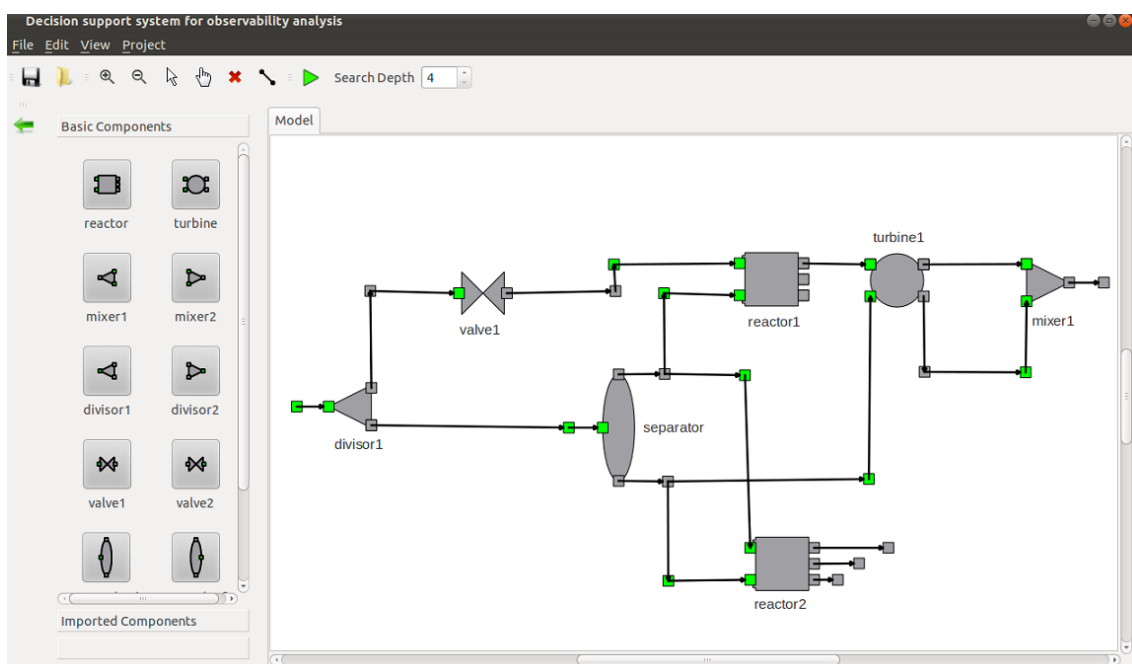 Decision support system for observability analysis
File Edit View Project
Search Depth 4
Basic Components
Model
reactor turbine
mixer1 mixer2
divisor1 divisor2
valve1 valve2
Imported Components
turbine1
valve1
reactor1
mixer1
divisor1
separator
reactor2